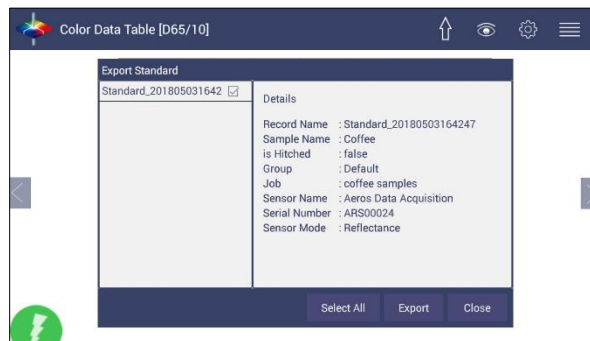 Color Data Table [D65/10]
Export Standard
Standard_201805031642
Details
Record Name : Standard_20180503164247
Sample Name : Coffee
is Hitched : false
Group : Default
Job : coffee samples
Sensor Name : Aeros Data Acquisition
Serial Number : ARS00024
Sensor Mode : Reflectance
Select All Export Close